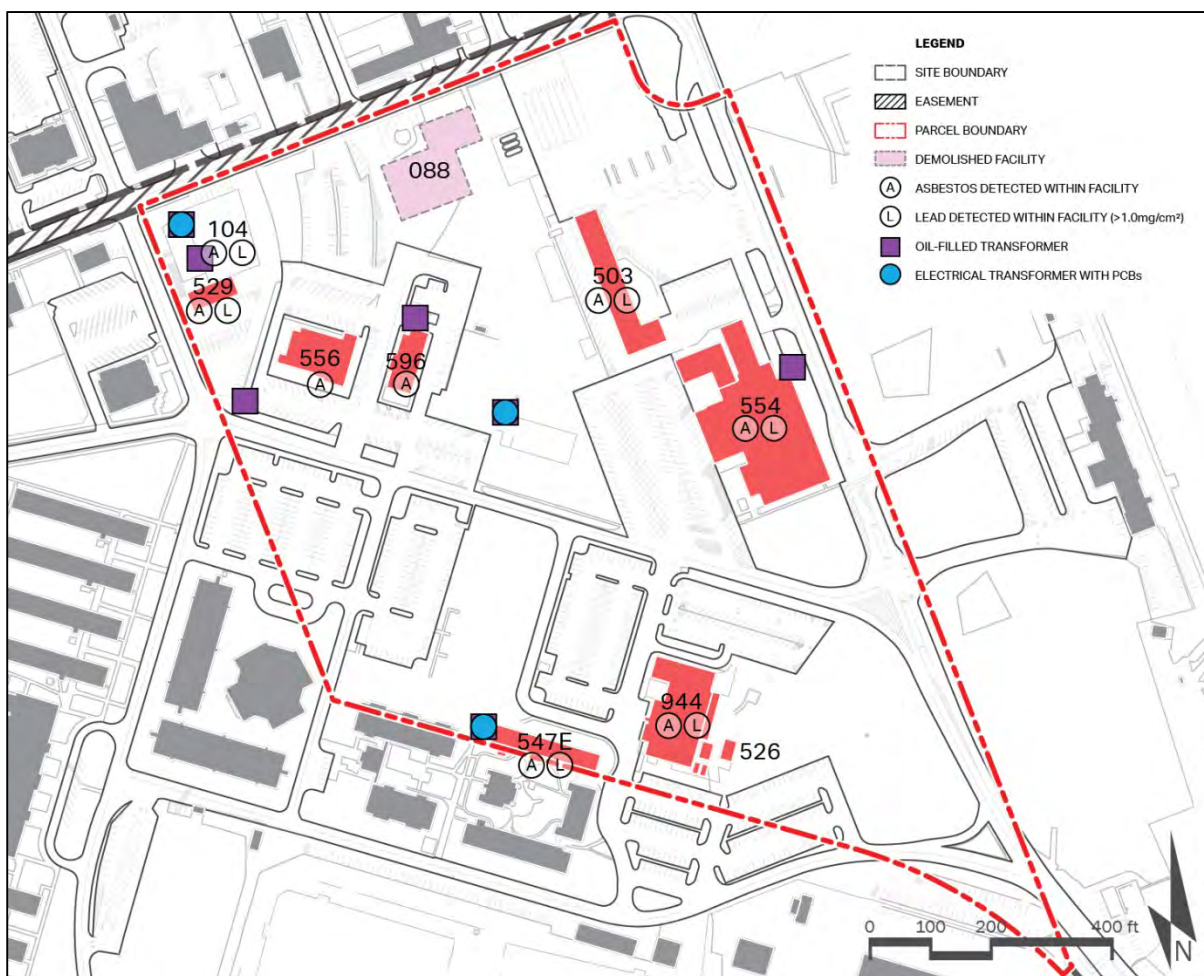 LEGEND
SITE BOUNDARY
EASEMENT
PARCEL BOUNDARY
DEMOLISHED FACILITY
A ASBESTOS DETECTED WITHIN FACILITY
L LEAD DETECTED WITHIN FACILITY (>1.0mg/cm²)
OIL-FILLED TRANSFORMER
ELECTRICAL TRANSFORMER WITH PCBs
088
104
A L
529
A L
503
A L
556
A
596
A
554
A L
944
A L
526
547E
A L
0 100 200 400 ft
N